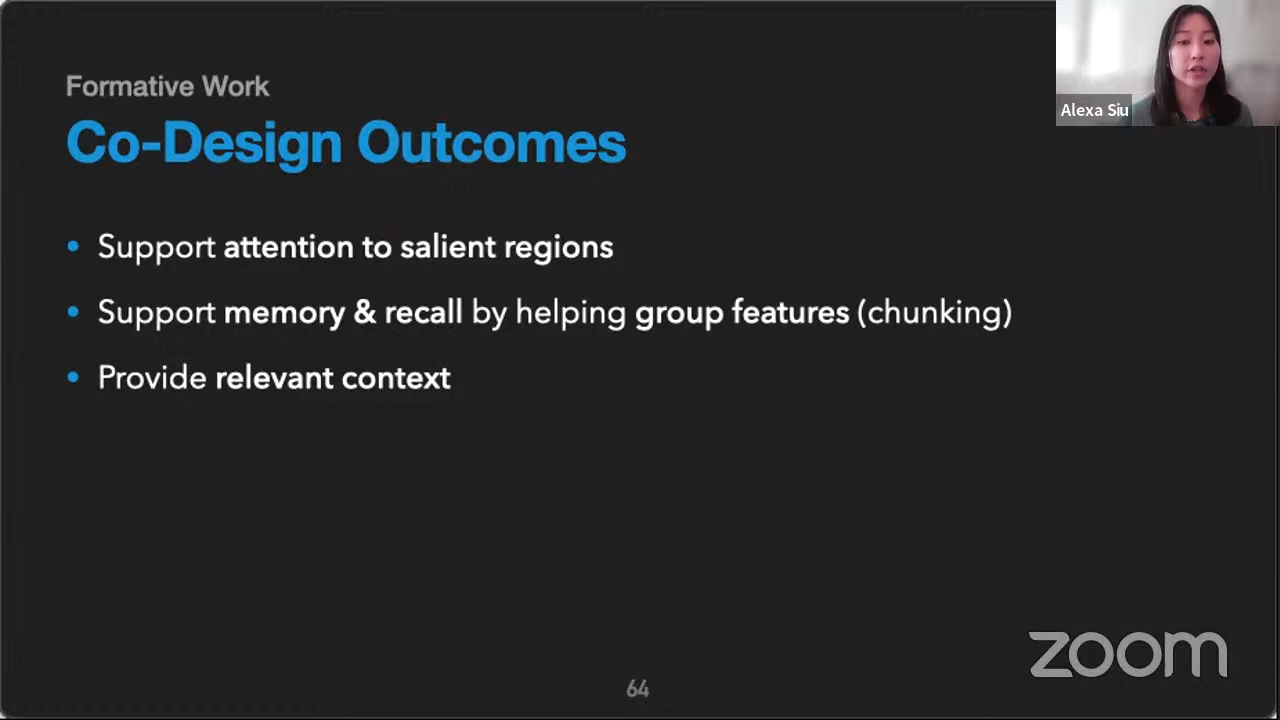 Formative Work
Co-Design Outcomes
• Support attention to salient regions
• Support memory & recall by helping group features (chunking)
• Provide relevant context
Alexa Siu
zoom
64